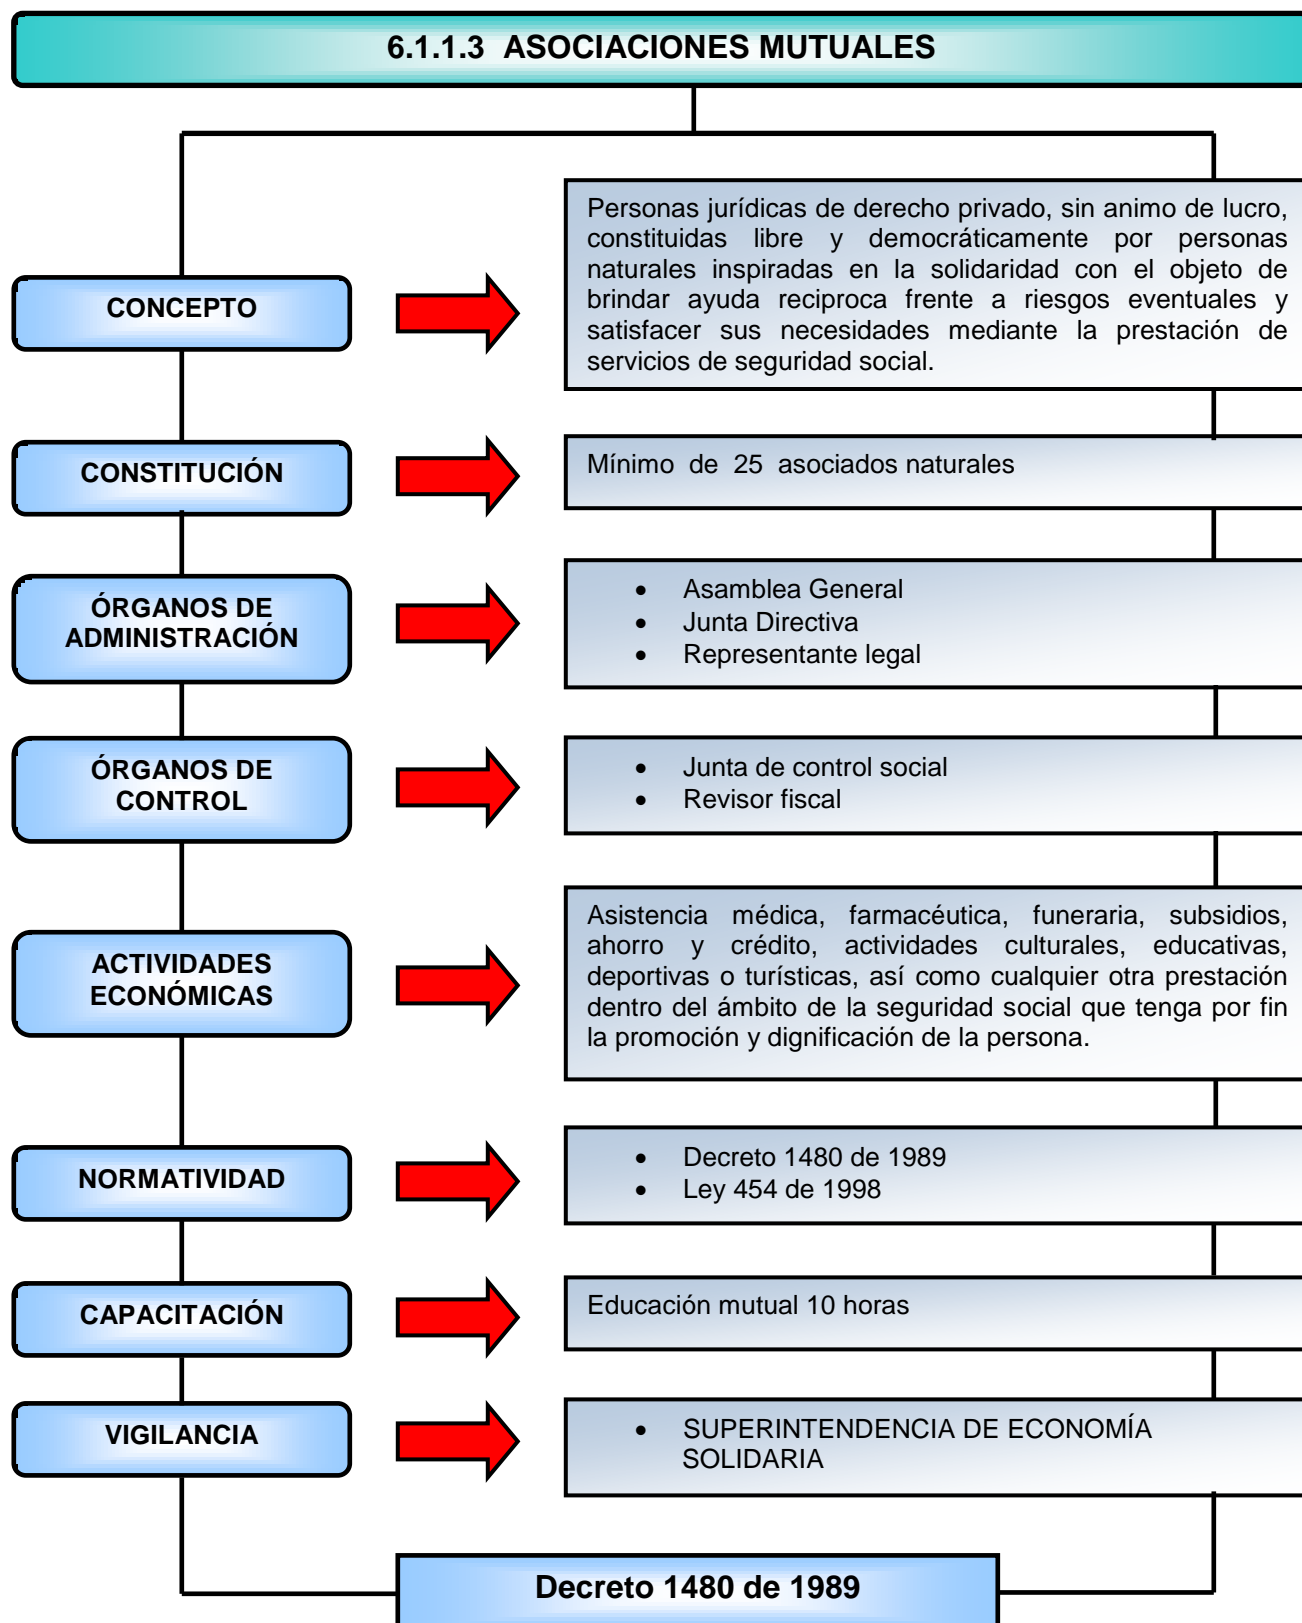 6.1.1.3 ASOCIACIONES MUTUALES
CONCEPTO
Personas jurídicas de derecho privado, sin animo de lucro,
constituidas libre y democráticamente por personas
naturales inspiradas en la solidaridad con el objeto de
brindar ayuda reciproca frente a riesgos eventuales y
satisfacer sus necesidades mediante la prestación de
servicios de seguridad social.
CONSTITUCIÓN
Mínimo de 25 asociados naturales
ÓRGANOS DE
ADMINISTRACIÓN
• Asamblea General
• Junta Directiva
• Representante legal
ÓRGANOS DE
CONTROL
• Junta de control social
• Revisor fiscal
ACTIVIDADES
ECONÓMICAS
Asistencia médica, farmacéutica, funeraria, subsidios,
ahorro y crédito, actividades culturales, educativas,
deportivas o turísticas, así como cualquier otra prestación
dentro del ámbito de la seguridad social que tenga por fin
la promoción y dignificación de la persona.
NORMATIVIDAD
• Decreto 1480 de 1989
• Ley 454 de 1998
CAPACITACIÓN
Educación mutual 10 horas
VIGILANCIA
• SUPERINTENDENCIA DE ECONOMÍA
SOLIDARIA
Decreto 1480 de 1989